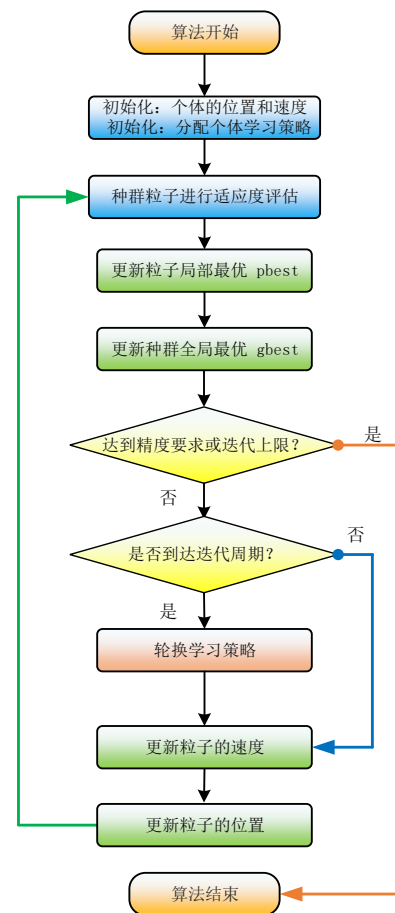 算法开始
初始化：个体的位置和速度
初始化：分配个体学习策略
种群粒子进行适应度评估
更新粒子局部最优 pbest
更新种群全局最优 gbest
达到精度要求或迭代上限？
是
否
是否到达迭代周期？
否
是
轮换学习策略
更新粒子的速度
更新粒子的位置
算法结束